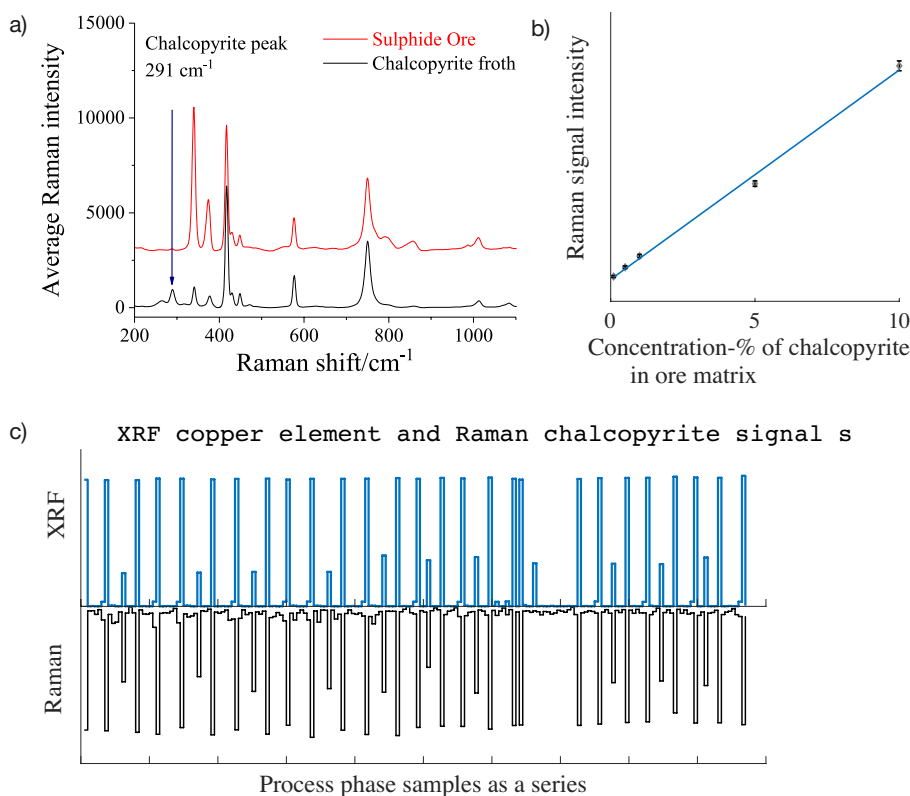 a)
15000
10000
5000
0
Average Raman intensity
Chalcopyrite peak
291 cm-1
Sulphide Ore
Chalcopyrite froth
200 400 600 800 1000
Raman shift/cm-1
b)
Raman signal intensity
0 5 10
Concentration-% of chalcopyrite
in ore matrix
c)
XRF copper element and Raman chalcopyrite signal s
XRF
Raman
Process phase samples as a series